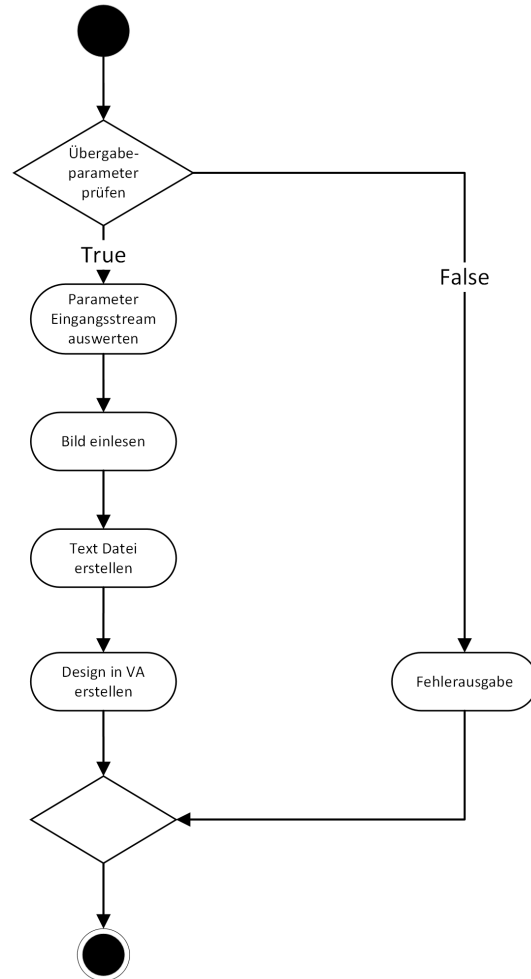 Übergabe-
parameter
prüfen
True
False
Parameter
Eingangsstream
auswerten
Bild einlesen
Text Datei
erstellen
Design in VA
erstellen
Fehlerausgabe